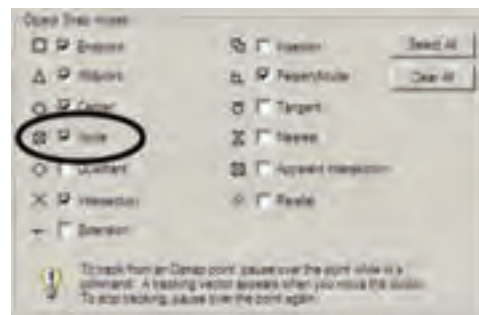 Object Snap modes
Endpoint
Midpoint
Center
Node
Quadrant
Intersection
Extension
Insertion
Perpendicular
Tangent
Nearest
Apparent intersection
Parallel
Select All
Clear All
To track from an Osnap point, pause over the point while in a
command. A tracking vector appears when you move the cursor.
To stop tracking, pause over the point again.